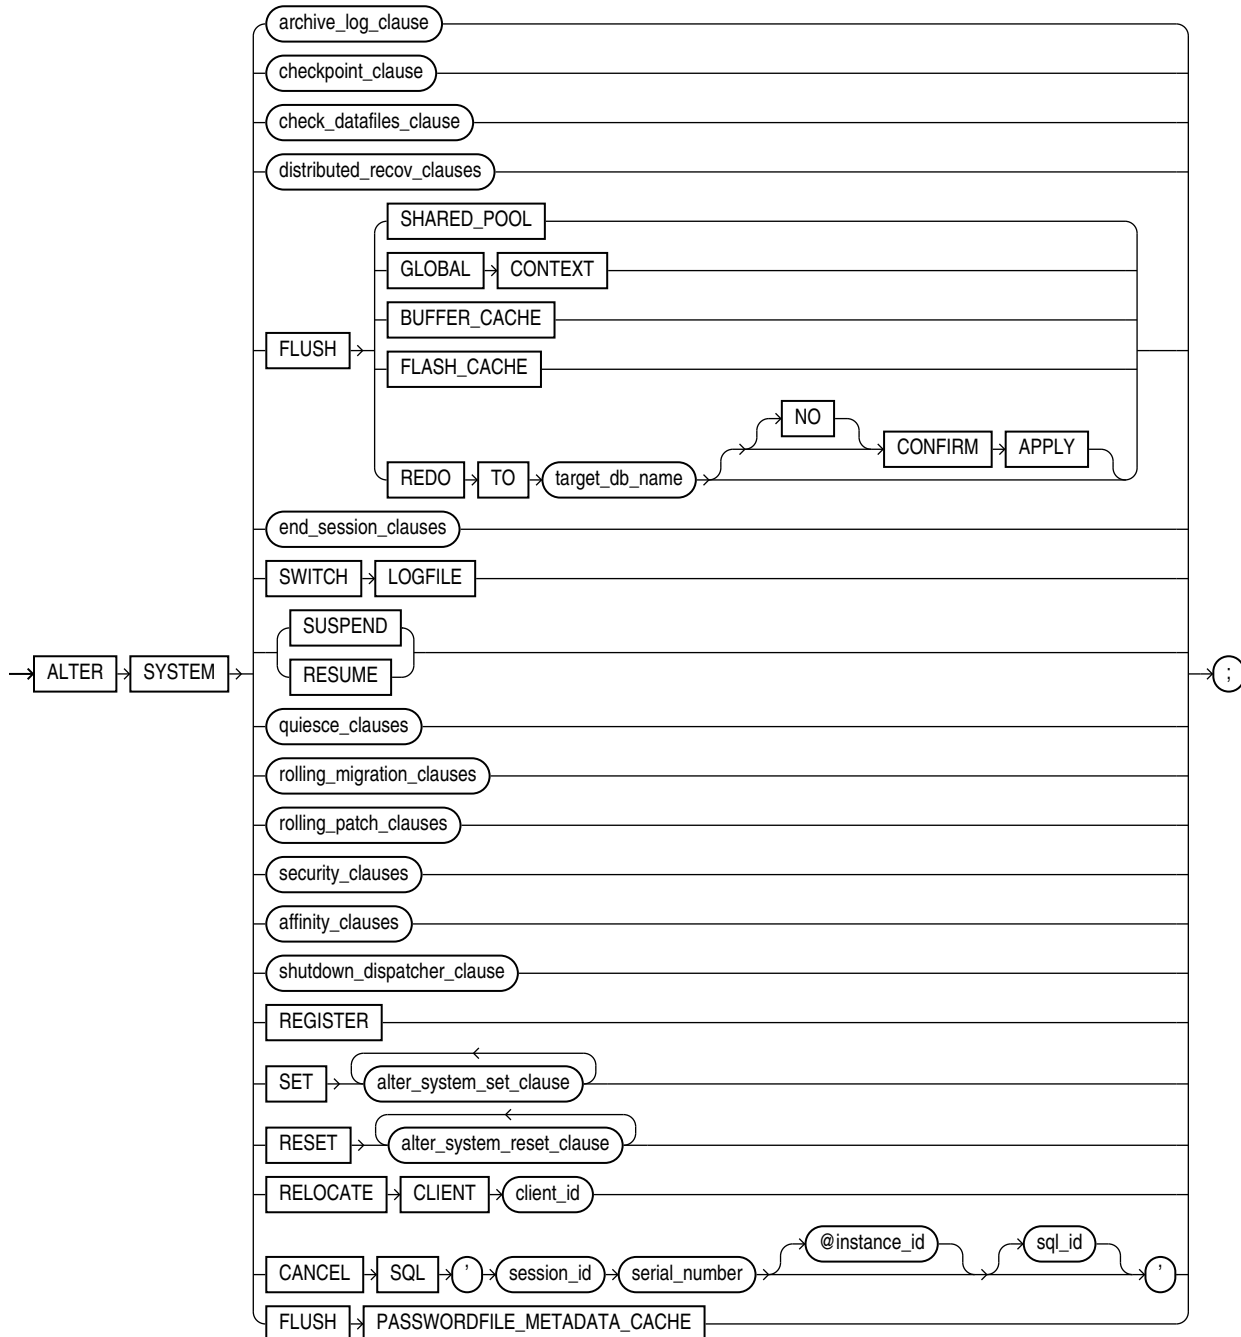 archive_log_clause
checkpoint_clause
check_datafiles_clause
distributed_recov_clauses
SHARED_POOL
GLOBAL CONTEXT
BUFFER_CACHE
FLUSH
FLASH_CACHE
NO
CONFIRM APPLY
REDO TO target_db_name
end_session_clauses
SWITCH LOGFILE
SUSPEND
ALTER SYSTEM
RESUME
;
quiesce_clauses
rolling_migration_clauses
rolling_patch_clauses
security_clauses
affinity_clauses
shutdown_dispatcher_clause
REGISTER
SET alter_system_set_clause
RESET alter_system_reset_clause
RELOCATE CLIENT client_id
@instance_id sql_id
CANCEL SQL ' session_id serial_number '
FLUSH PASSWORDFILE_METADATA_CACHE